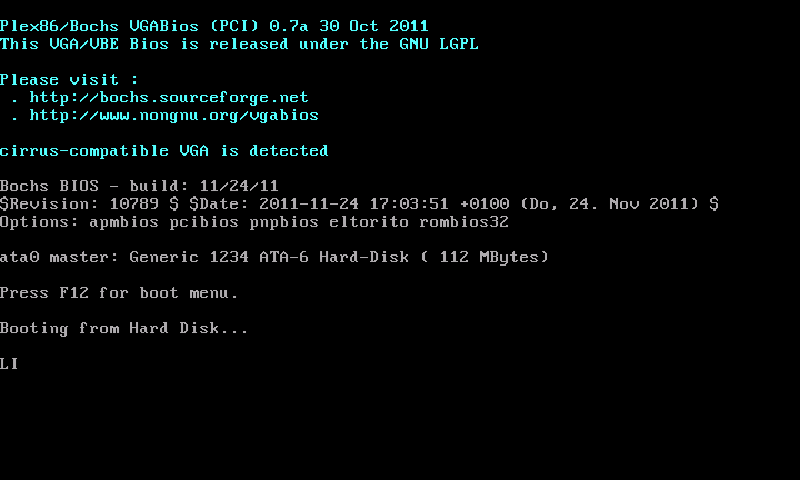 Plex86/Bochs VGABios (PCI) 0.7a 30 Oct 2011
This VGA/VBE Bios is released under the GNU LGPL
Please visit :
. http://bochs.sourceforge.net
. http://www.nongnu.org/vgabios
cirrus-compatible VGA is detected
Bochs BIOS - build: 11/24/11
$Revision: 10789 $ $Date: 2011-11-24 17:03:51 +0100 (Do, 24. Nov 2011) $
Options: apmbios pcibios pnpbios eltorito rombios32
ata0 master: Generic 1234 ATA-6 Hard-Disk ( 112 MBytes)
Press F12 for boot menu.
Booting from Hard Disk...
LI